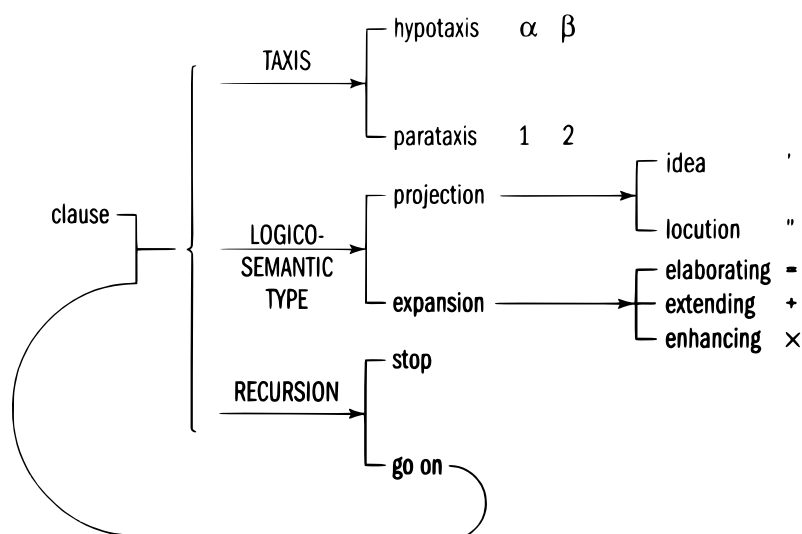 hypotaxis α β
TAXIS
parataxis 1 2
idea '
projection
clause
locution "
LOGICO-
SEMANTIC
TYPE
elaborating =
expansion
extending +
enhancing ×
stop
RECURSION
go on